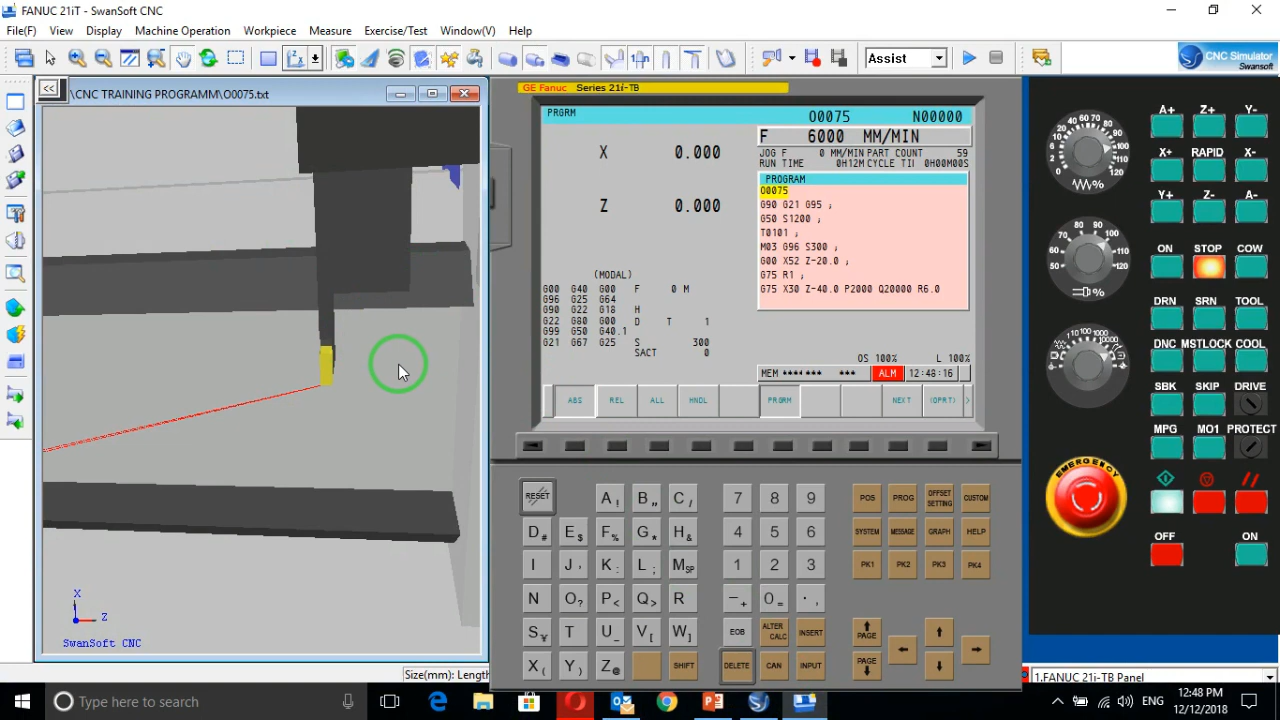 FANUC 21iT - SwanSoft CNC
File(F) View Display Machine Operation Workpiece Measure Exercise/Test Window(V) Help
Assist
CNC Simulator
Swansoft
<< \CNC TRAINING PROGRAMM\O0075.txt
GE Fanuc Series 21i-TB
PRGRM O0075 N00000
F 6000 MM/MIN
JOG F 0 MM/MIN PART COUNT 59
RUN TIME 0H12M CYCLE TII 0H00M00S
X 0.000
Z 0.000
PROGRAM
O0075
G90 G21 G95 ;
G50 S1200 ;
T0101 ;
M03 G96 S300 ;
G00 X52 Z-20.0 ;
G75 R1 ;
G75 X30 Z-40.0 P2000 Q20000 R6.0
(MODAL)
G00 G40 G00 F 0 M
G96 G25 G64
G90 G22 G18 H
G22 G80 G00 D T 1
G99 G50 G40.1
G21 G67 G25 S 300
SACT 0
OS 100% L 100%
MEM **** *** *** ALM 12:48:16
ABS REL ALL HNDL PRGRM NEXT (OPRT) >
RESET A! B,, C/ 7 8 9 POS PROG OFFSET SETTING CUSTOM
D# E$ F% G* H& 4 5 6 SYSTEM MESSAGE GRAPH HELP
I J, K: L; MSP 1 2 3 PK1 PK2 PK3 PK4
N O? P< Q> R -+ 0= .,
S¥ T U_ V[ W] EOB ALTER CALC INSERT PAGE
X( Y) Z@ SHIFT DELETE CAN INPUT PAGE
A+ Z+ Y-
X+ RAPID X-
Y+ Z- A-
ON STOP COW
DRN SRN TOOL
DNC MSTLOCK COOL
SBK SKIP DRIVE
MPG MO1 PROTECT
EMERGENCY
OFF ON
X
Z
SwanSoft CNC
Size(mm): Length
1.FANUC 21i-TB Panel
Type here to search
ENG
12:48 PM
12/12/2018